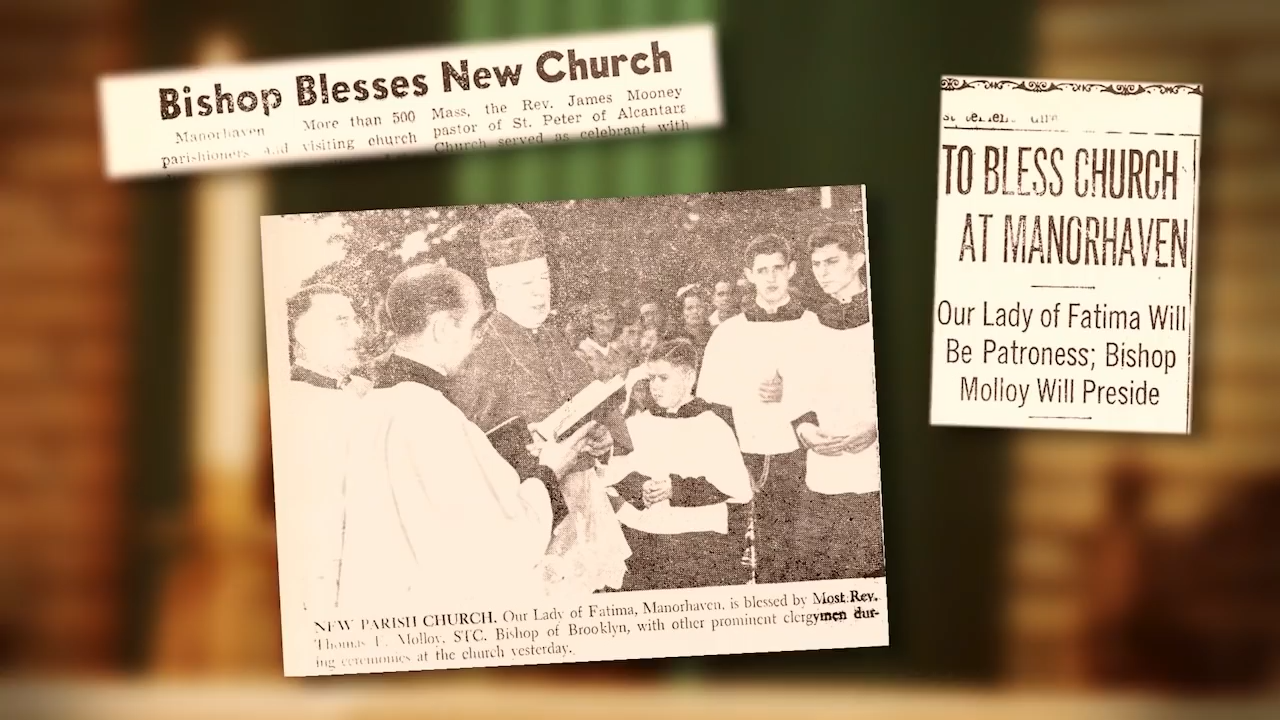 Bishop Blesses New Church
Manorhaven More than 500
parishioners and visiting church
Mass, the Rev. James Mooney
pastor of St. Peter of Alcantara
Church served as celebrant with
TO BLESS CHURCH
AT MANORHAVEN
Our Lady of Fatima Will
Be Patroness; Bishop
Molloy Will Preside
NEW PARISH CHURCH. Our Lady of Fatima, Manorhaven, is blessed by Most Rev.
Thomas E. Molloy, STC, Bishop of Brooklyn, with other prominent clergymen dur-
ing ceremonies at the church yesterday.